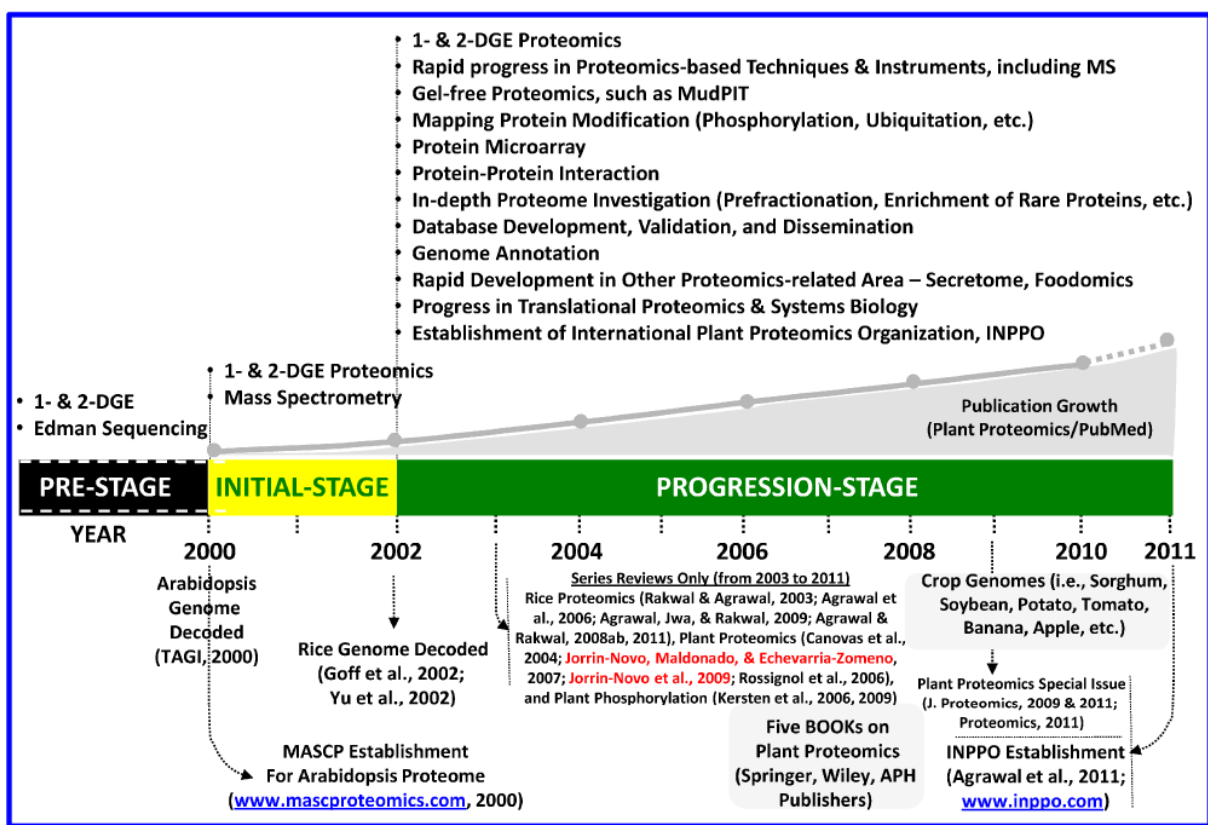 • 1- & 2-DGE Proteomics
• Rapid progress in Proteomics-based Techniques & Instruments, including MS
• Gel-free Proteomics, such as MudPIT
• Mapping Protein Modification (Phosphorylation, Ubiquitation, etc.)
• Protein Microarray
• Protein-Protein Interaction
• In-depth Proteome Investigation (Prefractionation, Enrichment of Rare Proteins, etc.)
• Database Development, Validation, and Dissemination
• Genome Annotation
• Rapid Development in Other Proteomics-related Area – Secretome, Foodomics
• Progress in Translational Proteomics & Systems Biology
• Establishment of International Plant Proteomics Organization, INPPO
• 1- & 2-DGE Proteomics
• Mass Spectrometry
• 1- & 2-DGE
• Edman Sequencing
Publication Growth
(Plant Proteomics/PubMed)
PRE-STAGE
INITIAL-STAGE
PROGRESSION-STAGE
YEAR
2000
2002
2004
2006
2008
2010
2011
Arabidopsis
Genome
Decoded
(TAGI, 2000)
Rice Genome Decoded
(Goff et al., 2002;
Yu et al., 2002)
MASCP Establishment
For Arabidopsis Proteome
(www.mascproteomics.com, 2000)
Series Reviews Only (from 2003 to 2011)
Rice Proteomics (Rakwal & Agrawal, 2003; Agrawal et
al., 2006; Agrawal, Jwa, & Rakwal, 2009; Agrawal &
Rakwal, 2008ab, 2011), Plant Proteomics (Canovas et al.,
2004; Jorrin-Novo, Maldonado, & Echevarria-Zomeno,
2007; Jorrin-Novo et al., 2009; Rossignol et al., 2006),
and Plant Phosphorylation (Kersten et al., 2006, 2009)
Five BOOKs on
Plant Proteomics
(Springer, Wiley, APH
Publishers)
Crop Genomes (i.e., Sorghum,
Soybean, Potato, Tomato,
Banana, Apple, etc.)
Plant Proteomics Special Issue
(J. Proteomics, 2009 & 2011;
Proteomics, 2011)
INPPO Establishment
(Agrawal et al., 2011;
www.inppo.com)